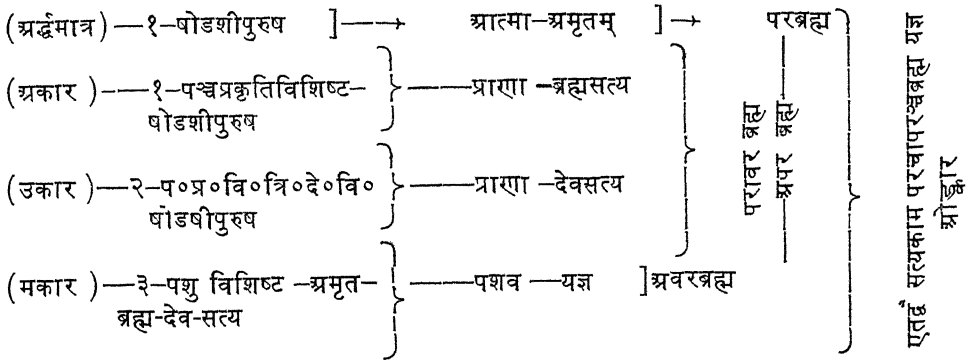 (अर्द्धमात्र)—१-षोडशीपुरुष ]—→ आत्मा-अमृतम् ]→ परब्रह्म
(अकार )—१-पञ्चप्रकृतिविशिष्ट- } —प्राणा -ब्रह्मसत्य
षोडशीपुरुष
(उकार )—२-प०प्र०वि०त्रि०दे०वि० } —प्राणा -देवसत्य
षोडषीपुरुष
(मकार )—३-पशु विशिष्ट -अमृत- } —पशव —यज्ञ ]अवरब्रह्म
ब्रह्म-देव-सत्य
परावर ब्रह्म
अपर ब्रह्म
एतद्वै सत्यकाम परचापरञ्चब्रह्म यज्ञ
ओङ्कार